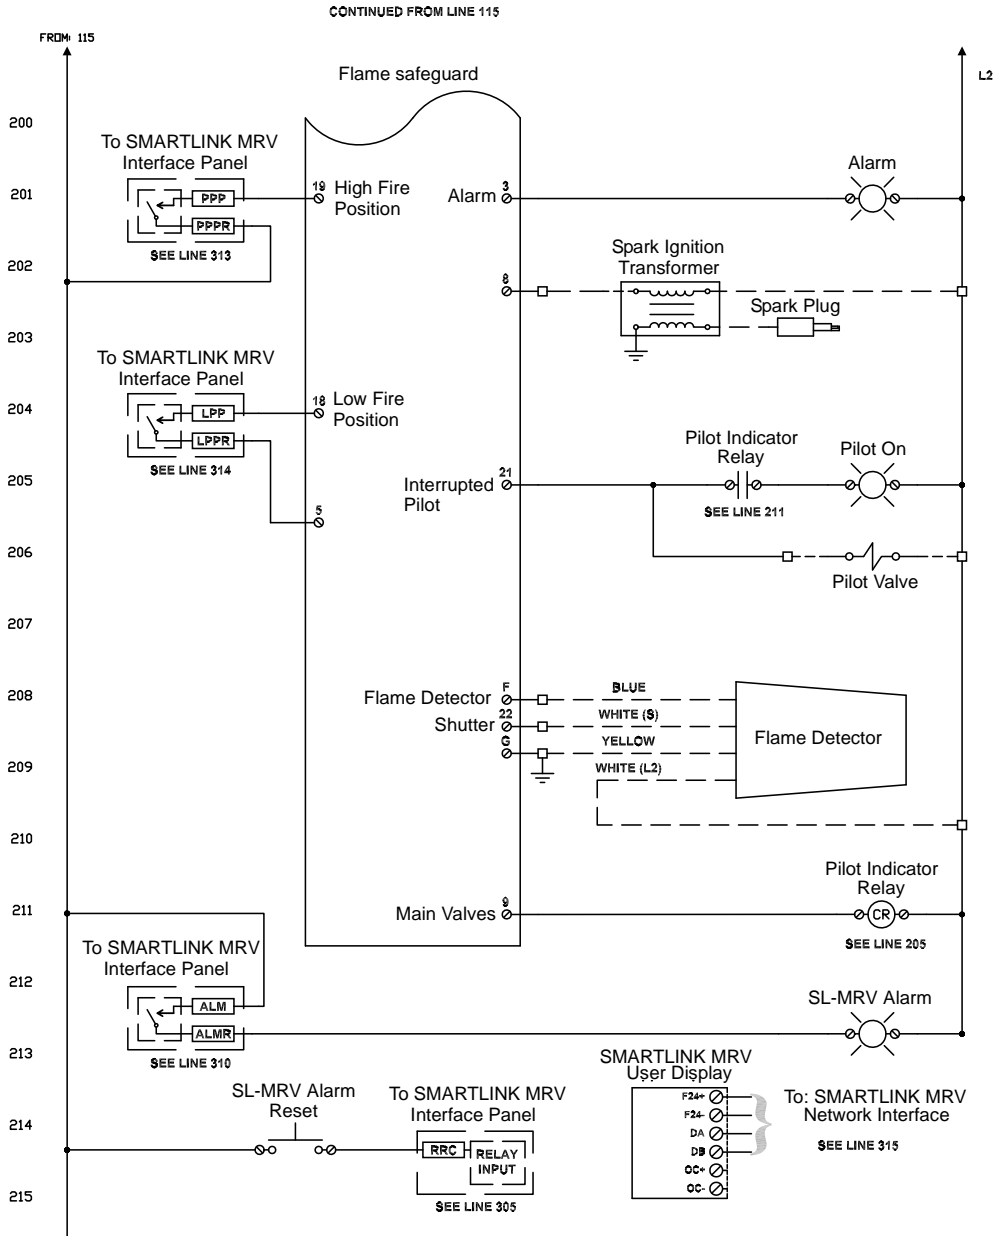 CONTINUED FROM LINE 115
FROM: 115
L2
Flame safeguard
200
To SMARTLINK MRV
Interface Panel
Alarm
201
PPP
19
High Fire
Position
Alarm
3
PPPR
SEE LINE 313
202
Spark Ignition
Transformer
8
Spark Plug
203
To SMARTLINK MRV
Interface Panel
204
LPP
18
Low Fire
Position
LPPR
SEE LINE 314
Pilot Indicator
Relay
Pilot On
205
Interrupted
Pilot
21
SEE LINE 211
5
206
Pilot Valve
207
208
Flame Detector
F
BLUE
Shutter
22
WHITE (S)
G
YELLOW
Flame Detector
209
WHITE (L2)
210
Pilot Indicator
Relay
211
Main Valves
9
CR
SEE LINE 205
To SMARTLINK MRV
Interface Panel
212
ALM
SL-MRV Alarm
ALMR
213
SEE LINE 310
SMARTLINK MRV
User Display
SL-MRV Alarm
Reset
To SMARTLINK MRV
Interface Panel
F24+
F24-
DA
DB
OC+
OC-
To: SMARTLINK MRV
Network Interface
SEE LINE 315
214
RRC
RELAY
INPUT
215
SEE LINE 305